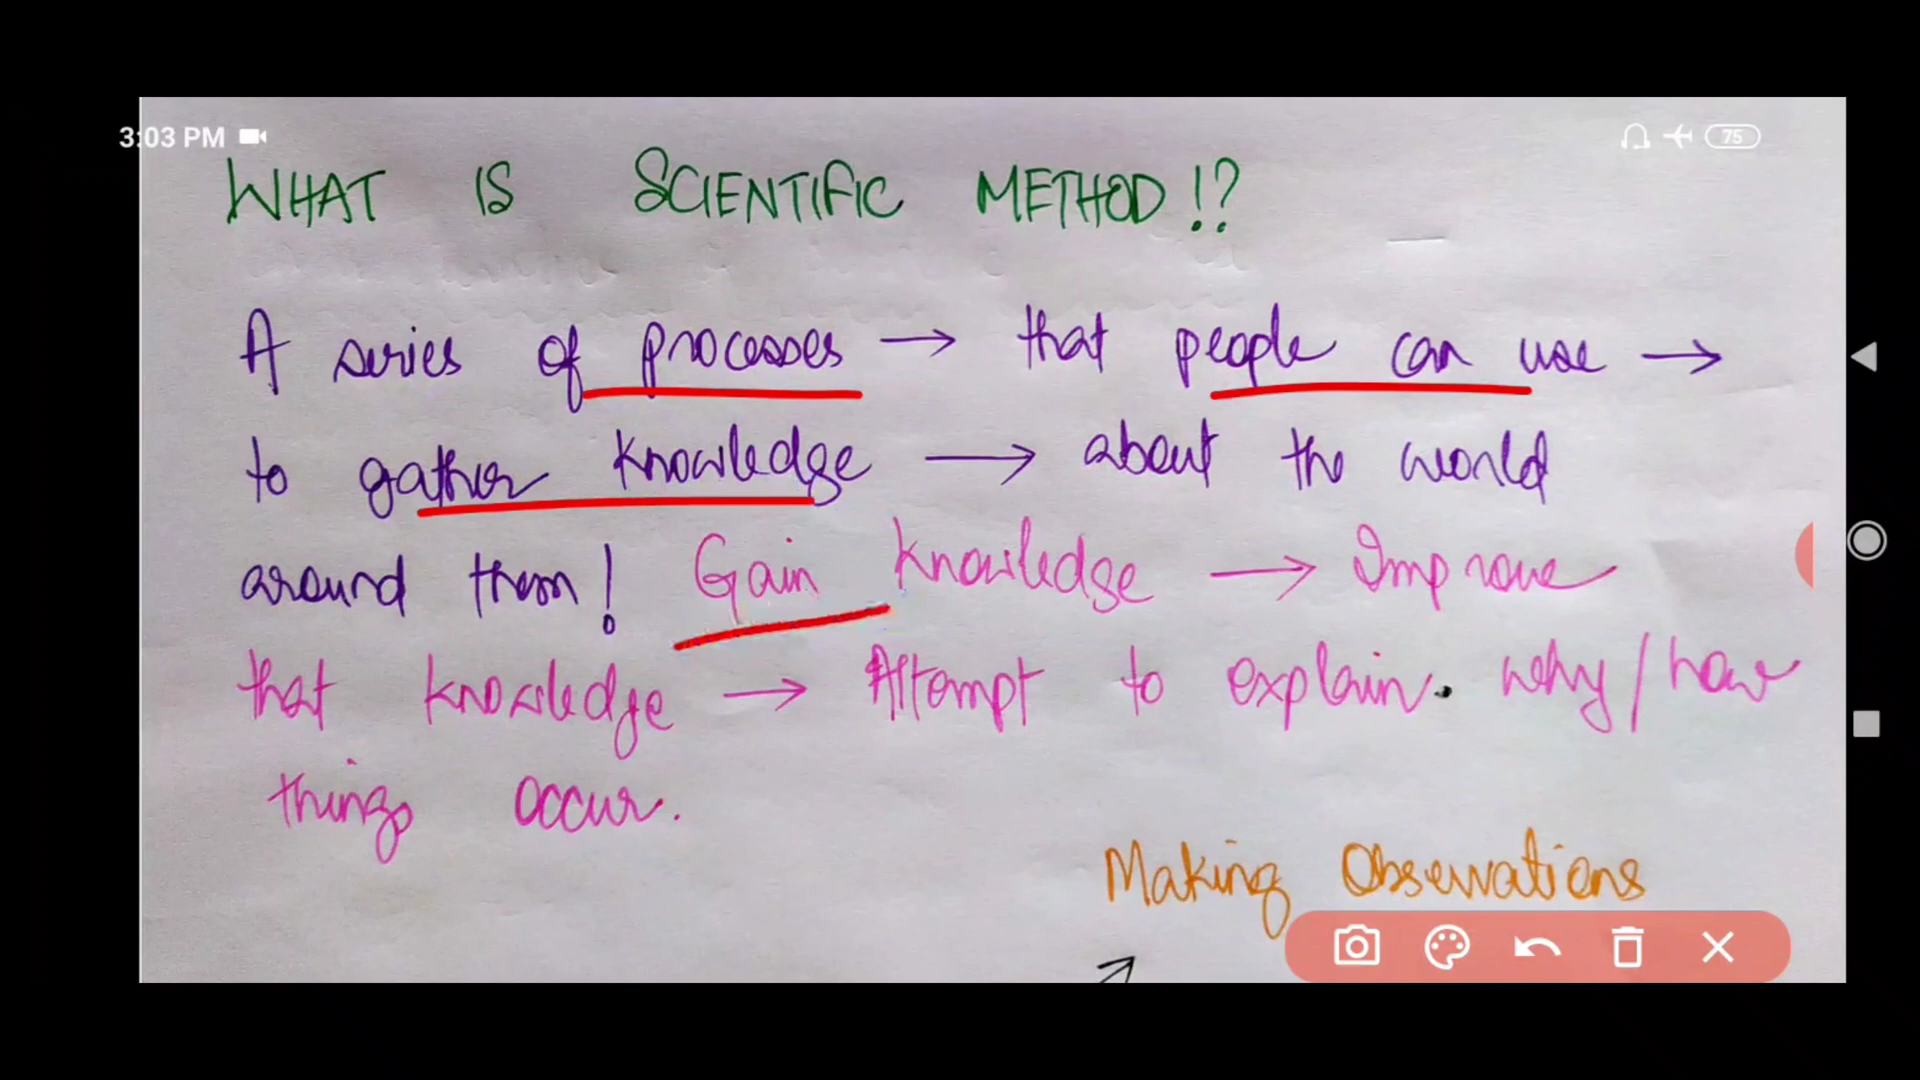 3:03 PM
75
WHAT IS SCIENTIFIC METHOD!?
A series of processes → that people can use →
to gather knowledge → about the world
around them! Gain knowledge → Improve
that knowledge → Attempt to explain. why/how
things occur.
Making Observations